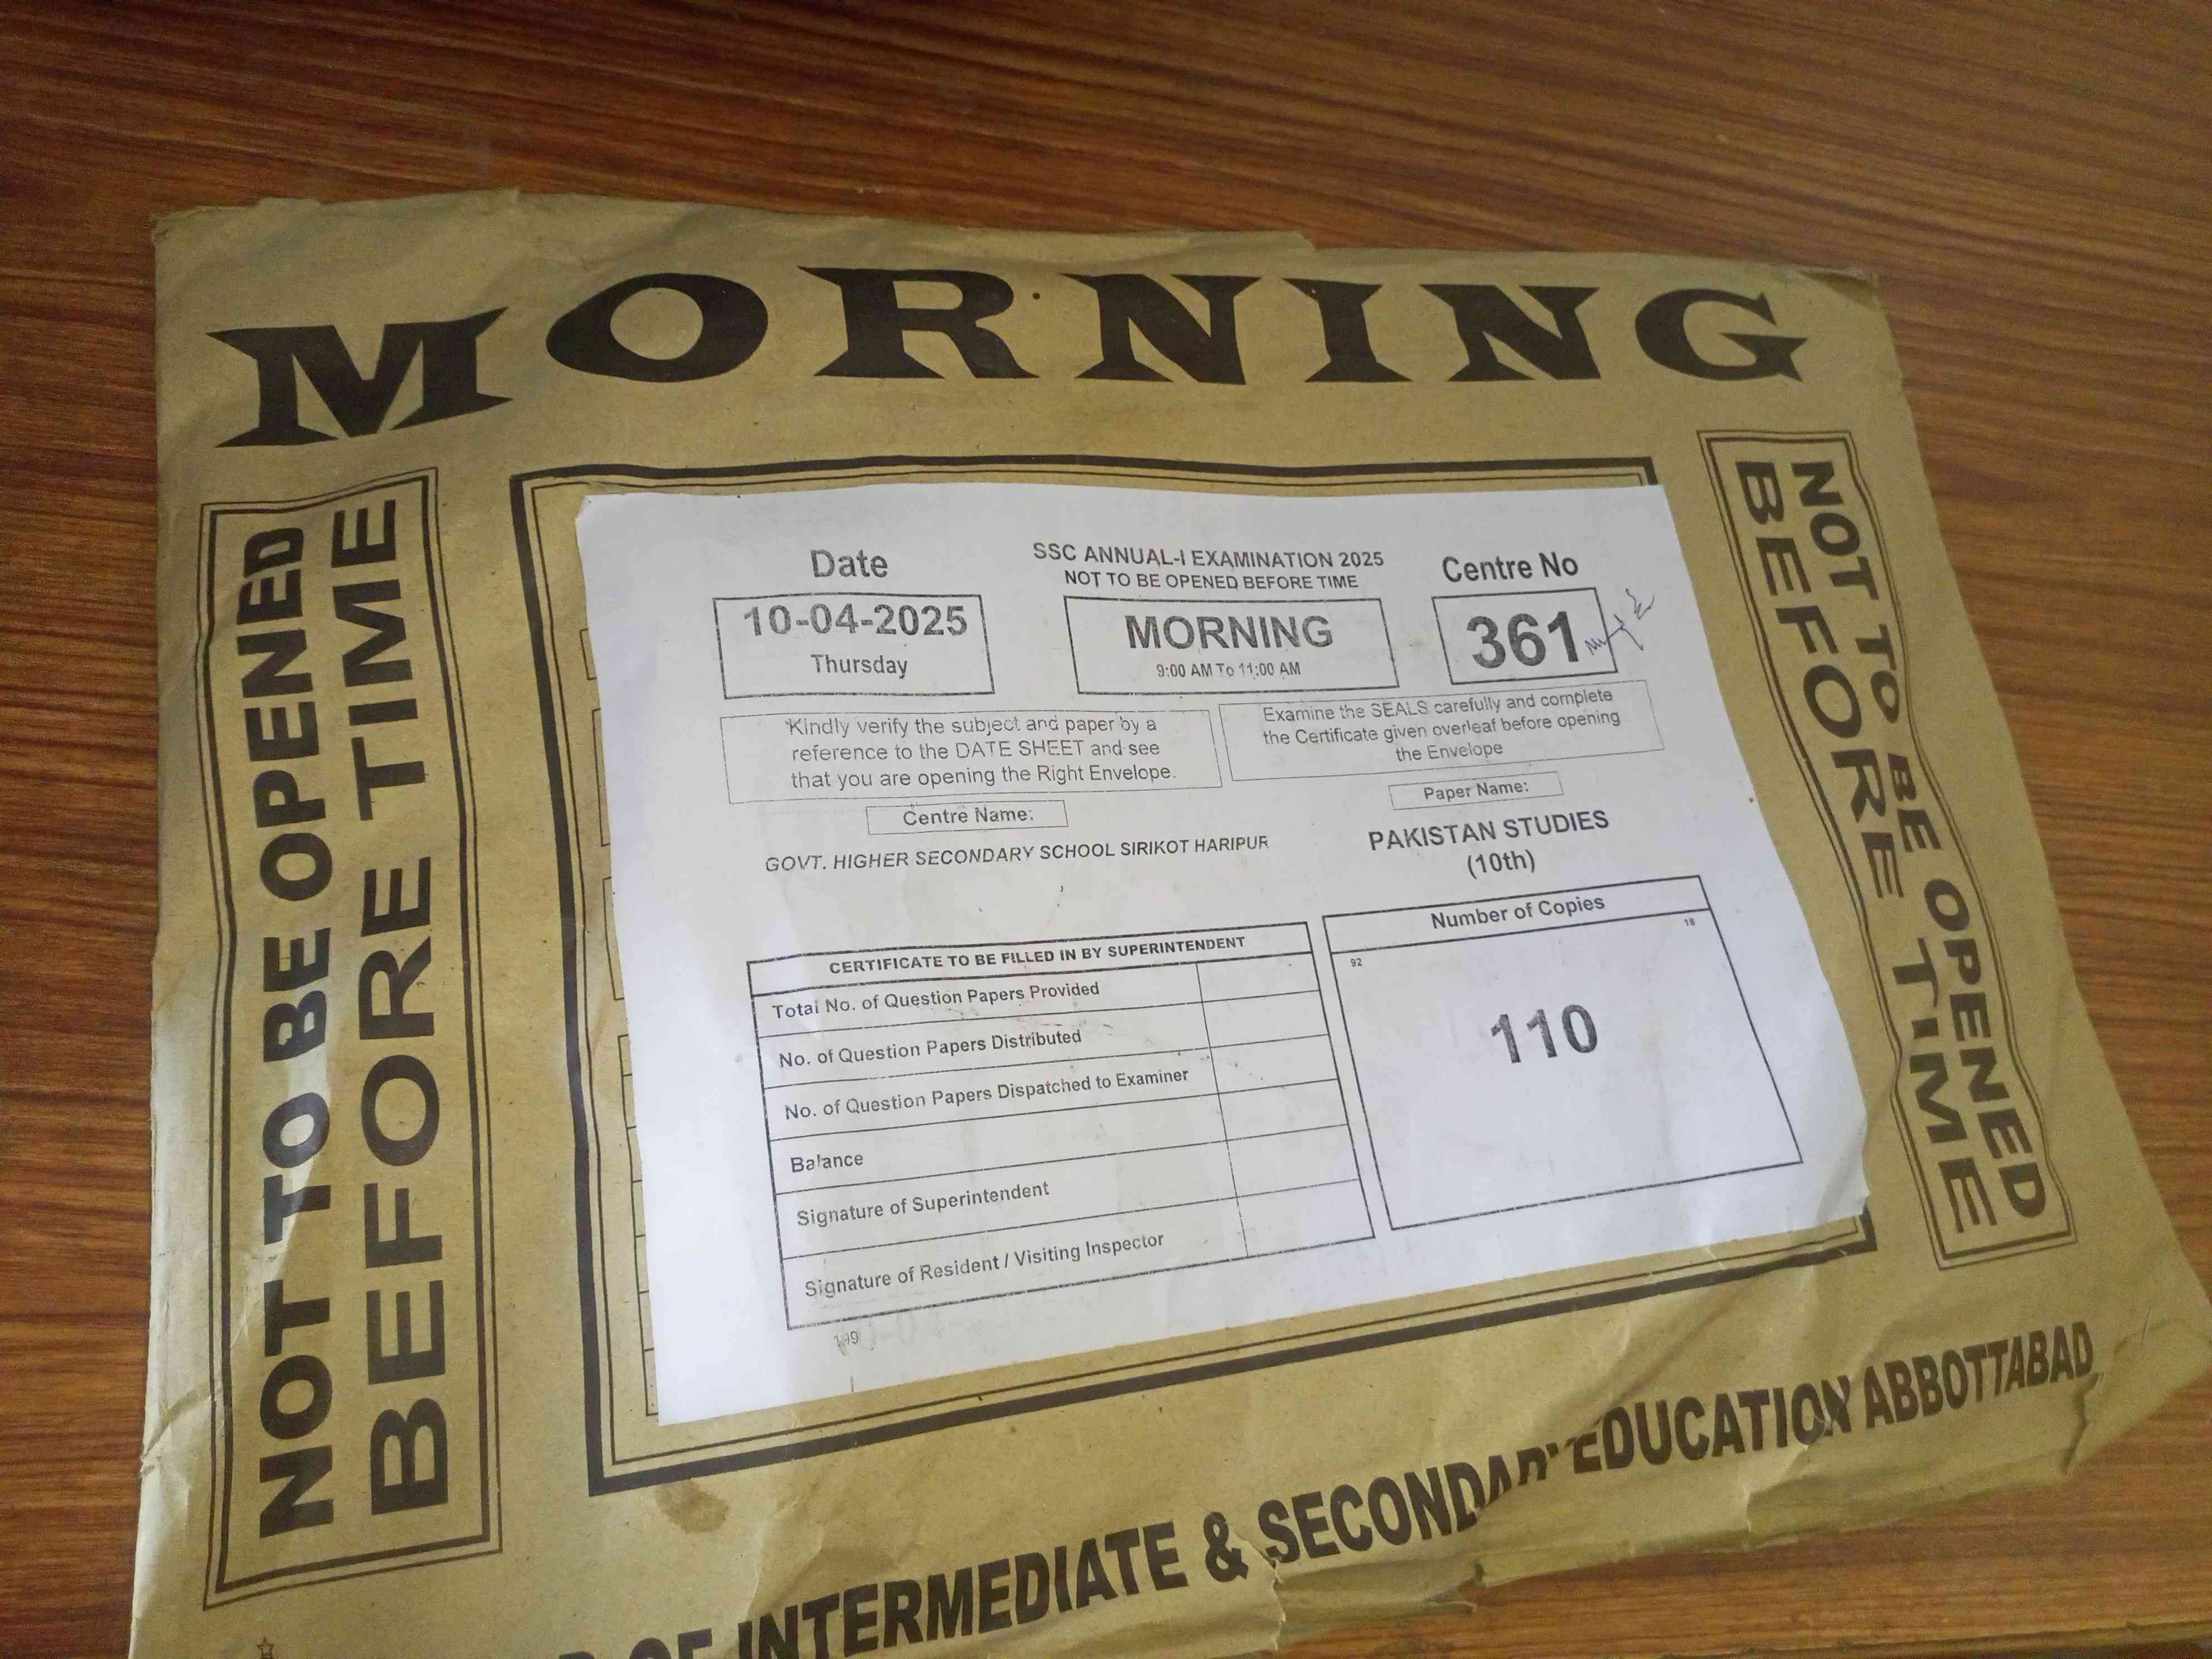 MORNING
NOT TO BE OPENED
BEFORE TIME
NOT TO BE OPENED
BEFORE TIME
Date
10-04-2025
Thursday
SSC ANNUAL-I EXAMINATION 2025
NOT TO BE OPENED BEFORE TIME
MORNING
9:00 AM To 11:00 AM
Centre No
361
Kindly verify the subject and paper by a
reference to the DATE SHEET and see
that you are opening the Right Envelope.
Examine the SEALS carefully and complete
the Certificate given overleaf before opening
the Envelope
Centre Name:
GOVT. HIGHER SECONDARY SCHOOL SIRIKOT HARIPUR
Paper Name:
PAKISTAN STUDIES
(10th)
CERTIFICATE TO BE FILLED IN BY SUPERINTENDENT
Total No. of Question Papers Provided
No. of Question Papers Distributed
No. of Question Papers Dispatched to Examiner
Balance
Signature of Superintendent
Signature of Resident / Visiting Inspector
Number of Copies
92
18
110
OF INTERMEDIATE & SECONDARY EDUCATION ABBOTTABAD